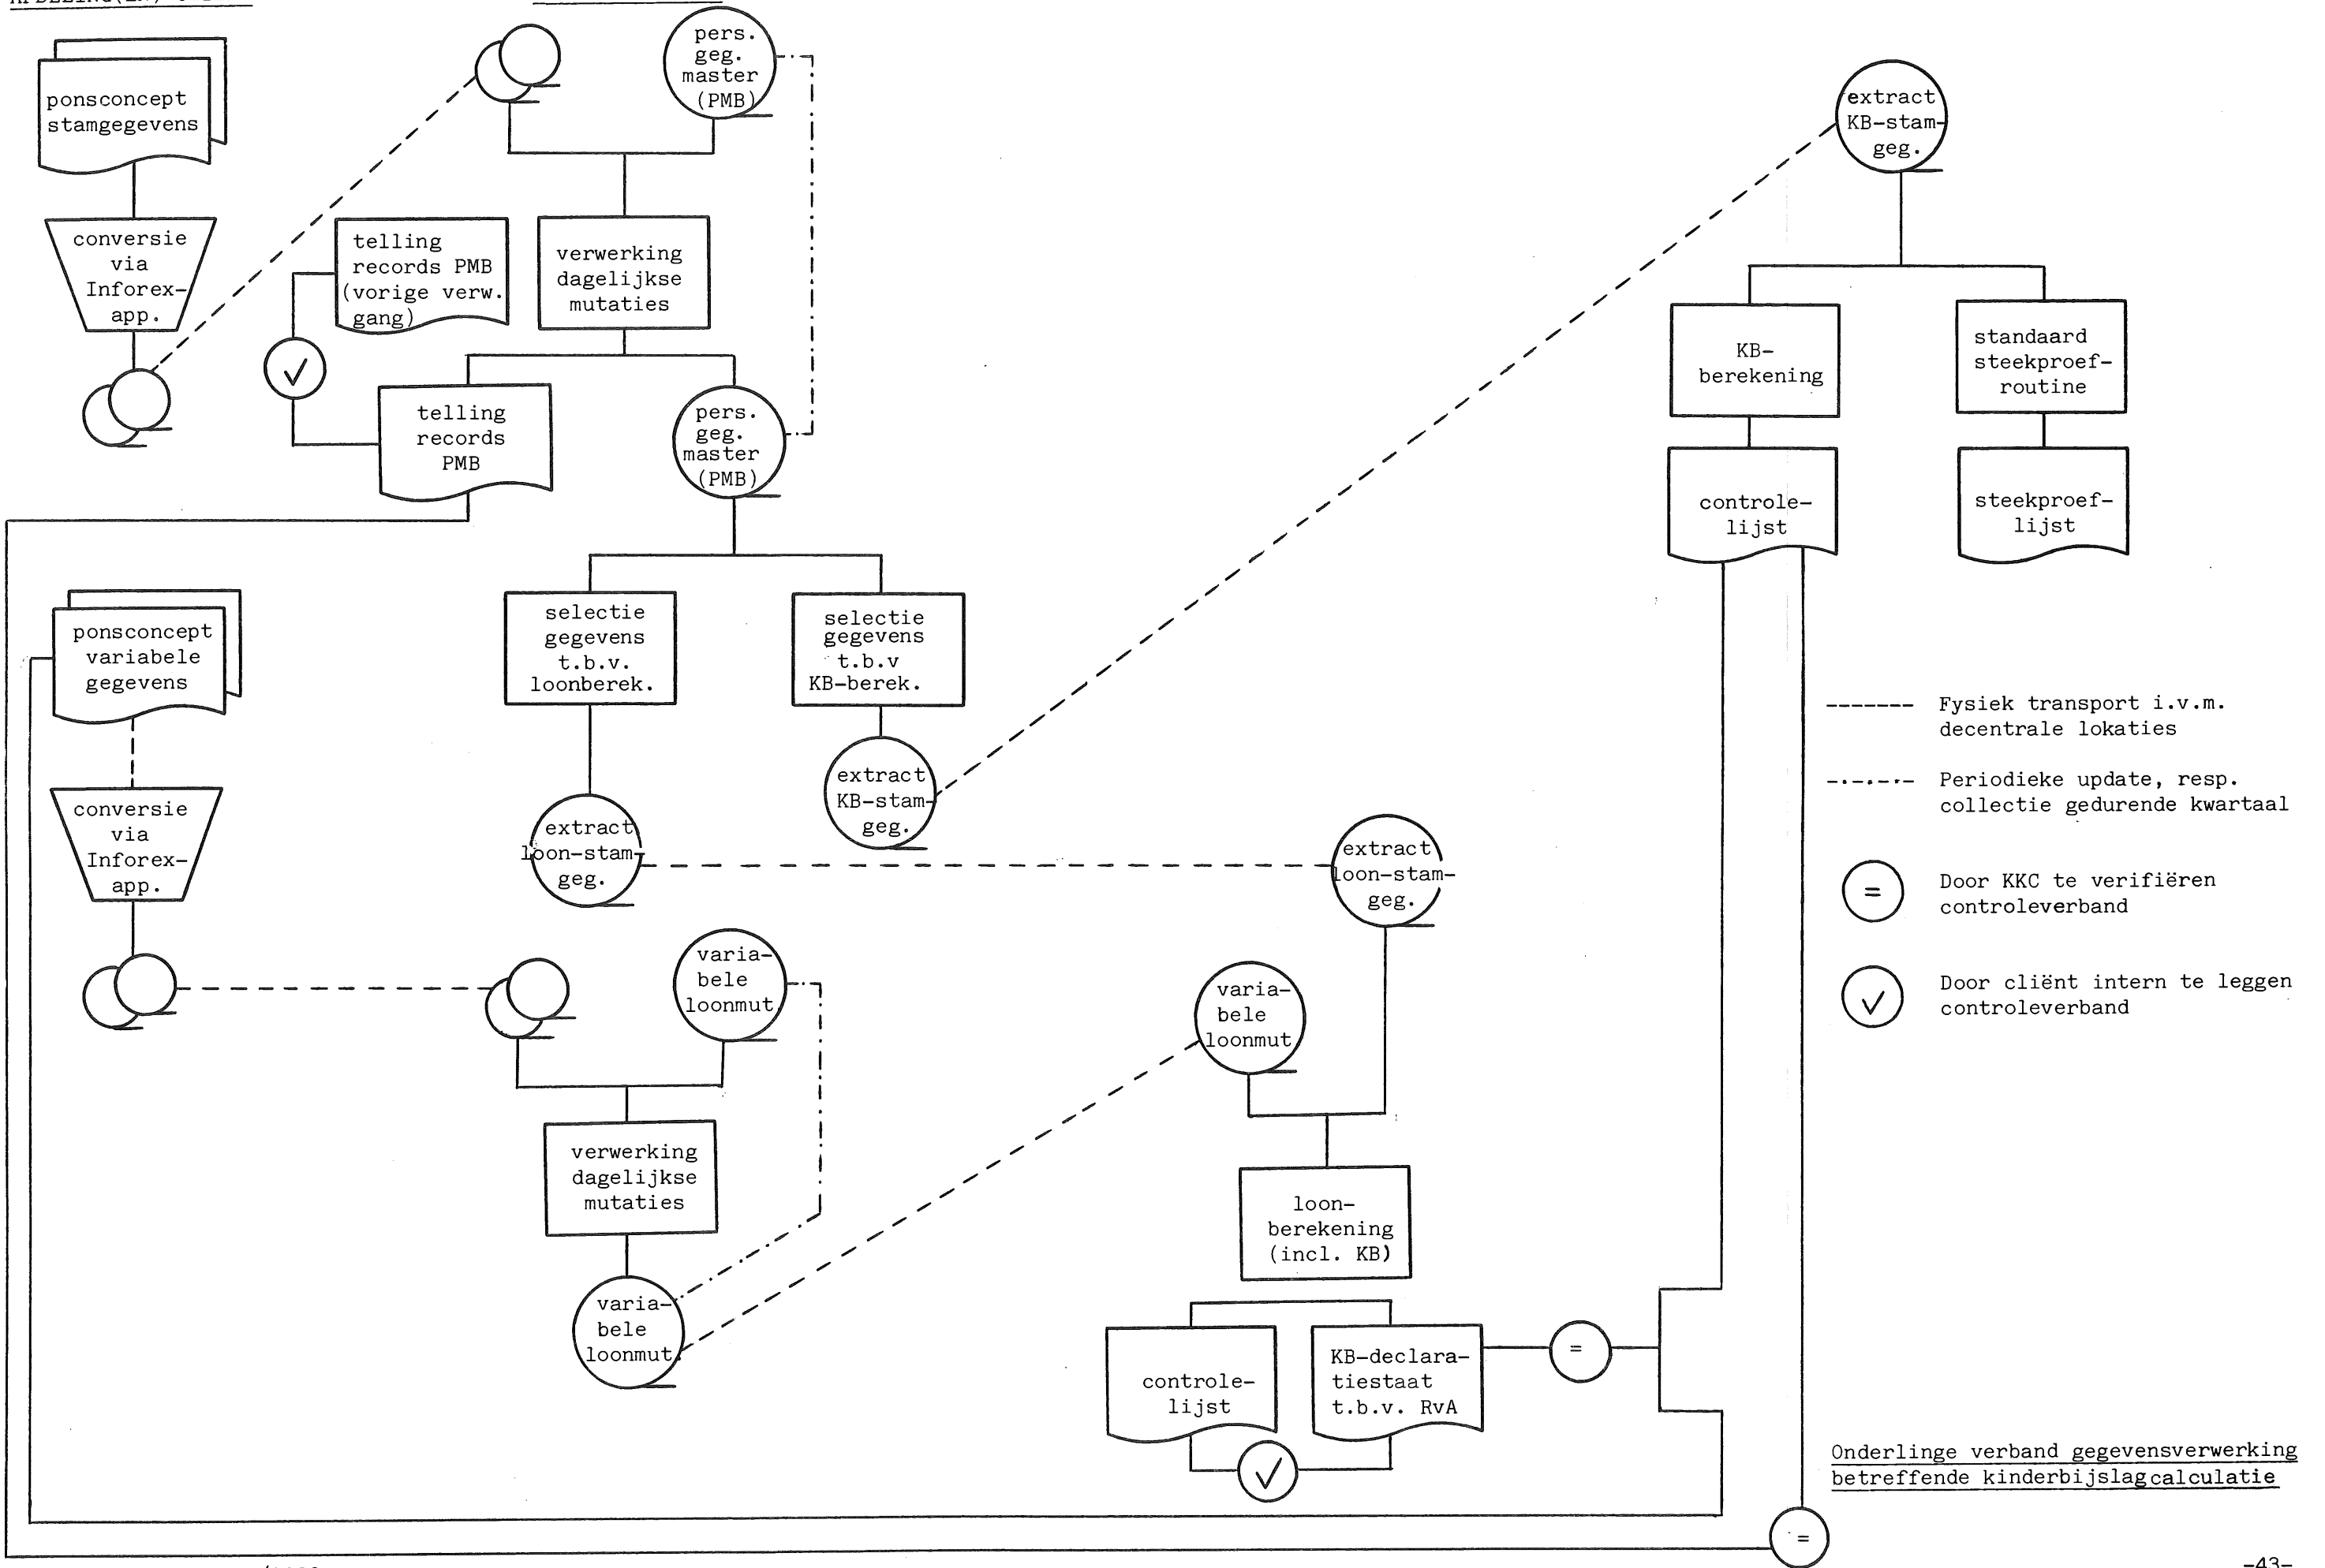 ponsconcept
stamgegevens
conversie
via
Inforex-
app.
pers.
geg.
master
(PMB)
telling
records PMB
(vorige verw.
gang)
verwerking
dagelijkse
mutaties
telling
records
PMB
pers.
geg.
master
(PMB)
selectie
gegevens
t.b.v.
loonberek.
selectie
gegevens
t.b.v
KB-berek.
extract
KB-stam-
geg.
extract
loon-stam-
geg.
extract
KB-stam-
geg.
KB-
berekening
standaard
steekproef-
routine
controle-
lijst
steekproef-
lijst
ponsconcept
variabele
gegevens
conversie
via
Inforex-
app.
varia-
bele
loonmut
verwerking
dagelijkse
mutaties
varia-
bele
loonmut.
extract
loon-stam-
geg.
varia-
bele
loonmut
loon-
berekening
(incl. KB)
controle-
lijst
KB-declara-
tiestaat
t.b.v. RvA
=
=
Fysiek transport i.v.m.
decentrale lokaties
Periodieke update, resp.
collectie gedurende kwartaal
=
Door KKC te verifiëren
controleverband
Door cliënt intern te leggen
controleverband
Onderlinge verband gegevensverwerking
betreffende kinderbijslagcalculatie
-43-